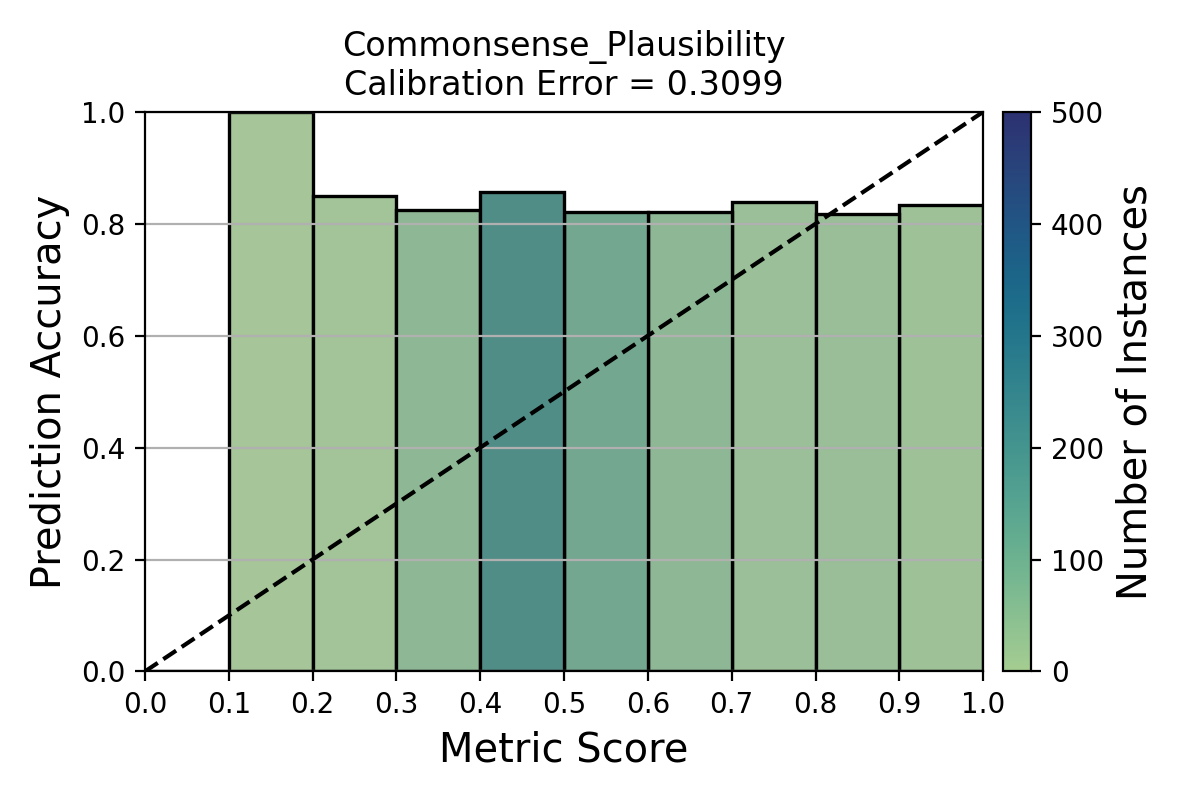 Commonsense_Plausibility
Calibration Error = 0.3099
Prediction Accuracy
1.0
0.8
0.6
0.4
0.2
0.0
0.0 0.1 0.2 0.3 0.4 0.5 0.6 0.7 0.8 0.9 1.0
Metric Score
500
400
300
200
100
0
Number of Instances